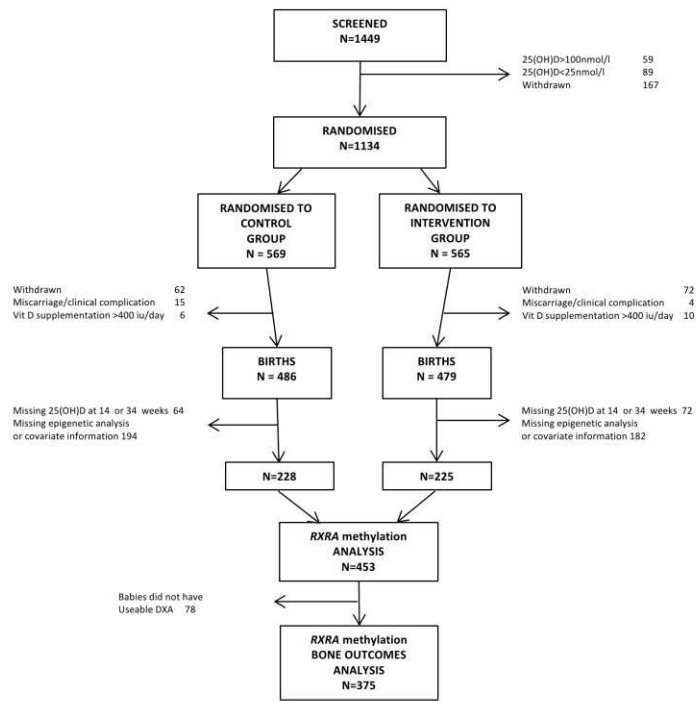 SCREENED
N=1449
25(OH)D>100nmol/l 59
25(OH)D<25nmol/l 89
Withdrawn 167
RANDOMISED
N=1134
RANDOMISED TO
CONTROL
GROUP
N = 569
RANDOMISED TO
INTERVENTION
GROUP
N = 565
Withdrawn 62
Miscarriage/clinical complication 15
Vit D supplementation >400 iu/day 6
Withdrawn 72
Miscarriage/clinical complication 4
Vit D supplementation >400 iu/day 10
BIRTHS
N = 486
BIRTHS
N = 479
Missing 25(OH)D at 14 or 34 weeks 64
Missing epigenetic analysis
or covariate information 194
Missing 25(OH)D at 14 or 34 weeks 72
Missing epigenetic analysis
or covariate information 182
N=228
N=225
RXRA methylation
ANALYSIS
N=453
Babies did not have
Useable DXA 78
RXRA methylation
BONE OUTCOMES
ANALYSIS
N=375